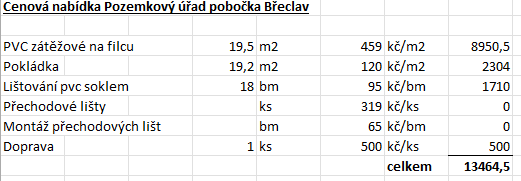 Cenová nabídka Pozemkový úřad pobočka Břeclav
PVC zátěžové na filcu 19,5 m2 459 kč/m2 8950,5
Pokládka 19,2 m2 120 kč/m2 2304
Lištování pvc soklem 18 bm 95 kč/bm 1710
Přechodové lišty ks 319 kč/ks 0
Montáž přechodových lišt bm 65 kč/bm 0
Doprava 1 ks 500 kč/ks 500
celkem 13464,5